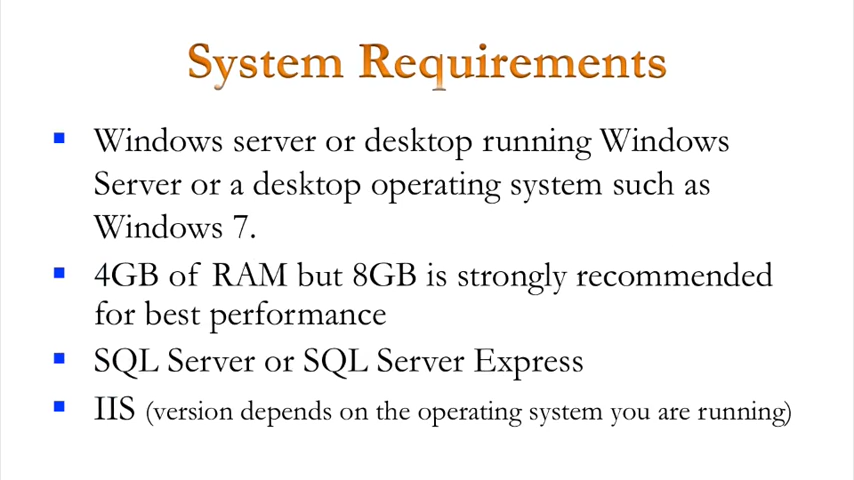 System Requirements
Windows server or desktop running Windows
Server or a desktop operating system such as
Windows 7.
4GB of RAM but 8GB is strongly recommended
for best performance
SQL Server or SQL Server Express
IIS (version depends on the operating system you are running)